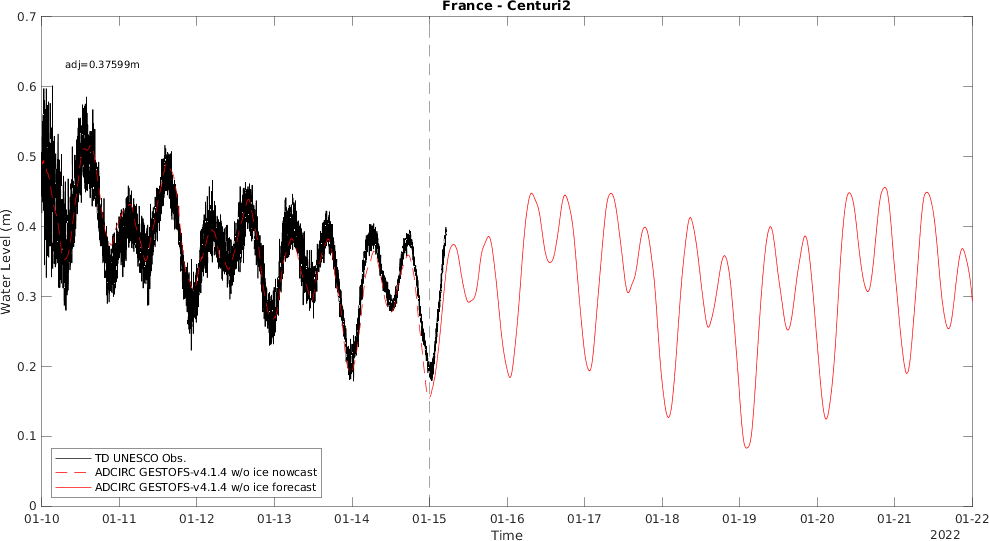 France - Centuri2
adj=0.37599m
Water Level (m)
0.7
0.6
0.5
0.4
0.3
0.2
0.1
0
TD UNESCO Obs.
ADCIRC GESTOFS-v4.1.4 w/o ice nowcast
ADCIRC GESTOFS-v4.1.4 w/o ice forecast
01-10 01-11 01-12 01-13 01-14 01-15 01-16 01-17 01-18 01-19 01-20 01-21 01-22
Time
2022